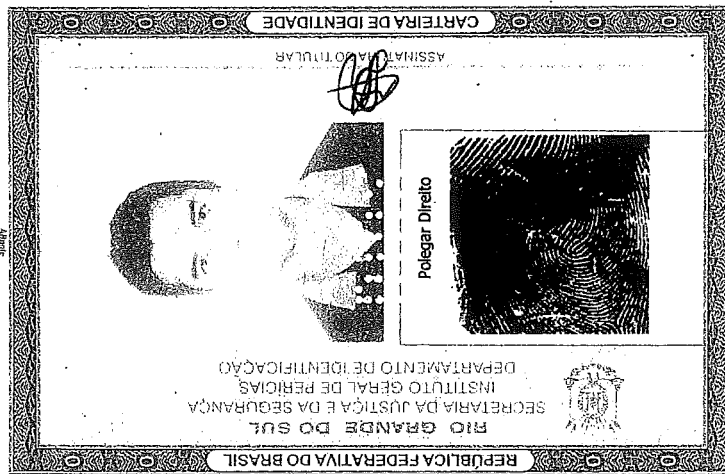 REPÚBLICA FEDERATIVA DO BRASIL
RIO GRANDE DO SUL
SECRETARIA DA JUSTIÇA E DA SEGURANÇA
INSTITUTO GERAL DE PERÍCIAS
DEPARTAMENTO DE IDENTIFICAÇÃO
Polegar Direito
ASSINATURA DO TITULAR
CARTEIRA DE IDENTIDADE